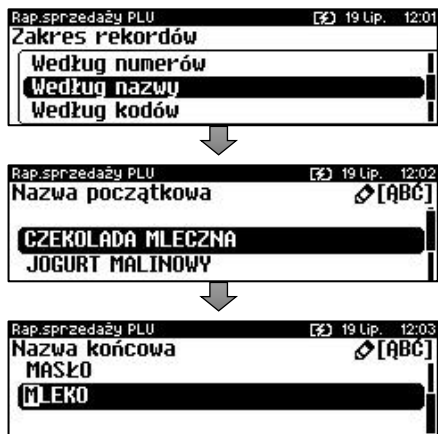 Rap.sprzedaży PLU 19 Lip. 12:01
Zakres rekordów
Według numerów
Według nazwy
Według kodów
Rap.sprzedaży PLU 19 Lip. 12:02
Nazwa początkowa [ĄBĆ]
CZEKOLADA MLECZNA
JOGURT MALINOWY
Rap.sprzedaży PLU 19 Lip. 12:03
Nazwa końcowa [ĄBĆ]
MASŁO
MLEKO